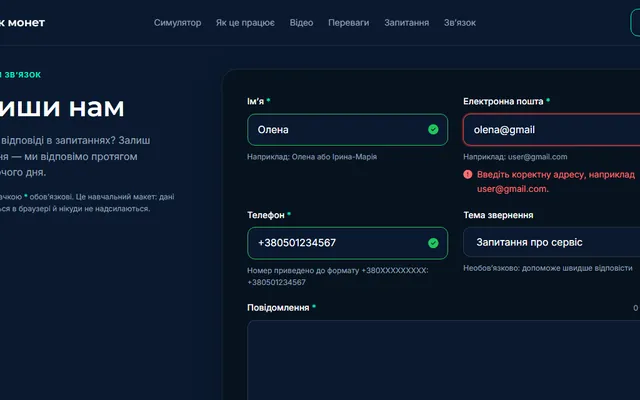 к монет
Симулятор Як це працює Відео Переваги Запитання Зв'язок
ЗВ'ЯЗОК
иши нам
відповіді в запитаннях? Залиш
ня — ми відповімо протягом
очого дня.
ачкою * обов'язкові. Це навчальний макет: дані
ься в браузері й нікуди не надсилаються.
Ім'я *
Олена
Наприклад: Олена або Ірина-Марія
Електронна пошта *
olena@gmail
Наприклад: user@gmail.com
Введіть коректну адресу, наприклад
user@gmail.com.
Телефон *
+380501234567
Номер приведено до формату +380XXXXXXXXX:
+380501234567
Тема звернення
Запитання про сервіс
Необов'язково: допоможе швидше відповісти
Повідомлення *
0